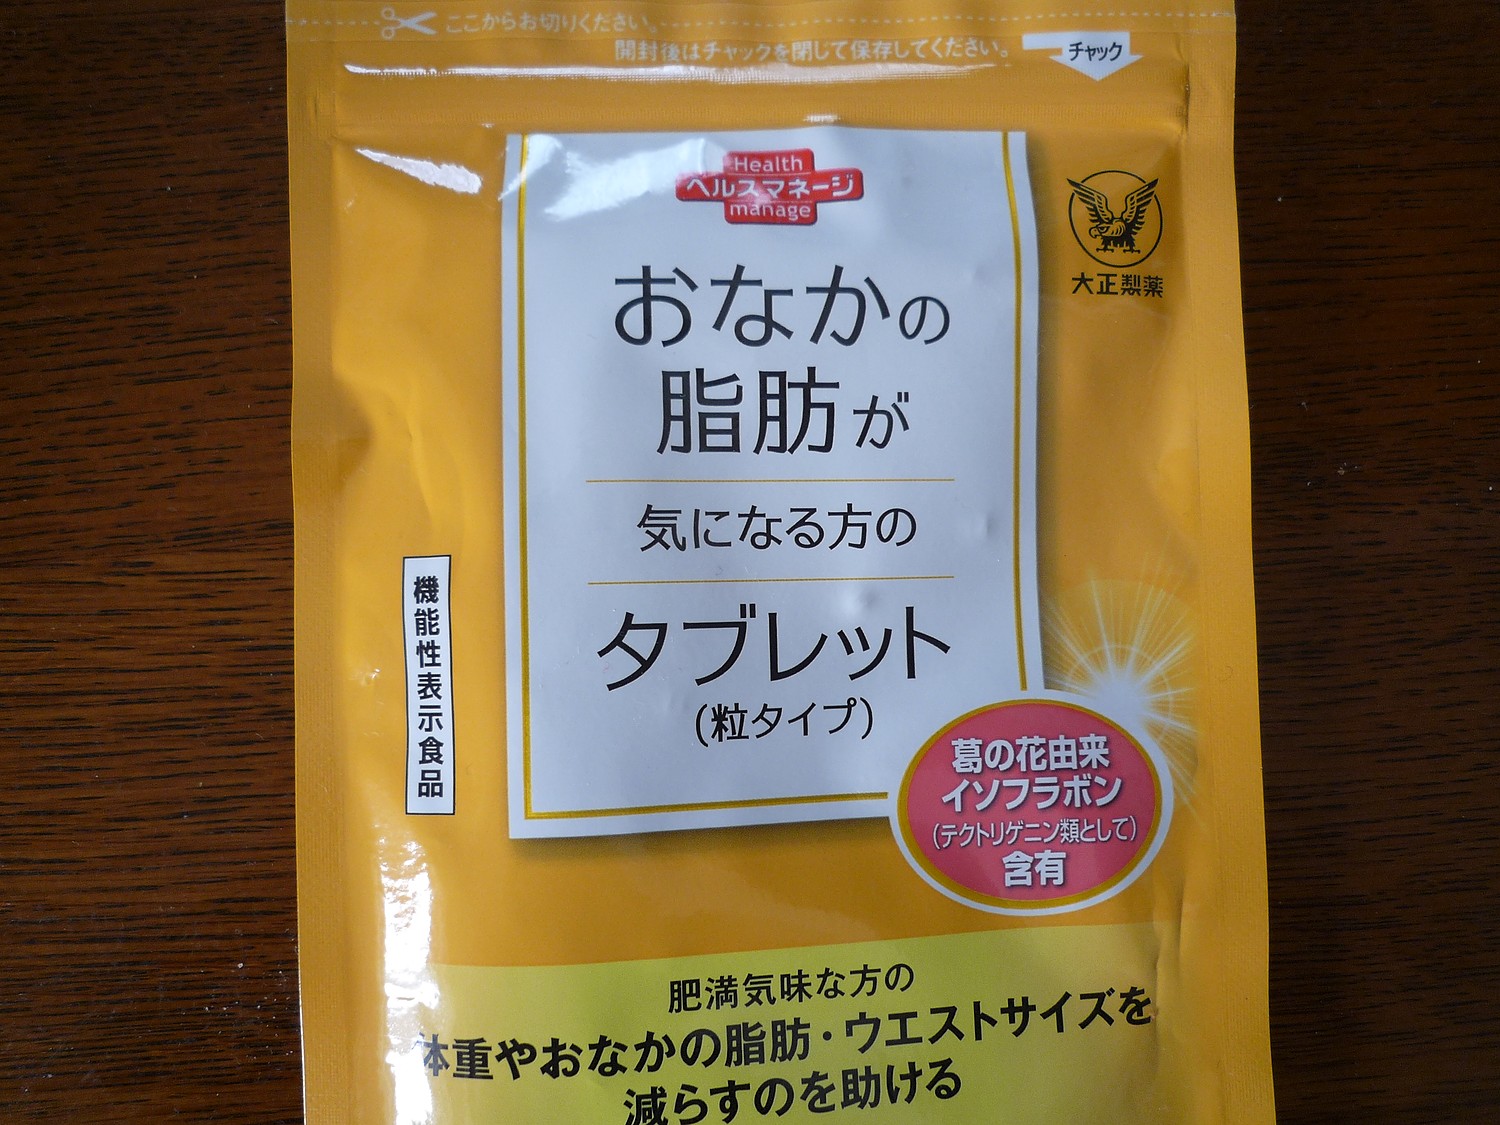 ここからお切りください。
開封後はチャックを閉じて保存してください。
チャック
Health
ヘルスマネージ
manage
大正製薬
おなかの
脂肪が
気になる方の
タブレット
(粒タイプ)
機能性表示食品
葛の花由来
イソフラボン
(テクトリゲニン類として)
含有
肥満気味な方の
体重やおなかの脂肪・ウエストサイズを
減らすのを助ける